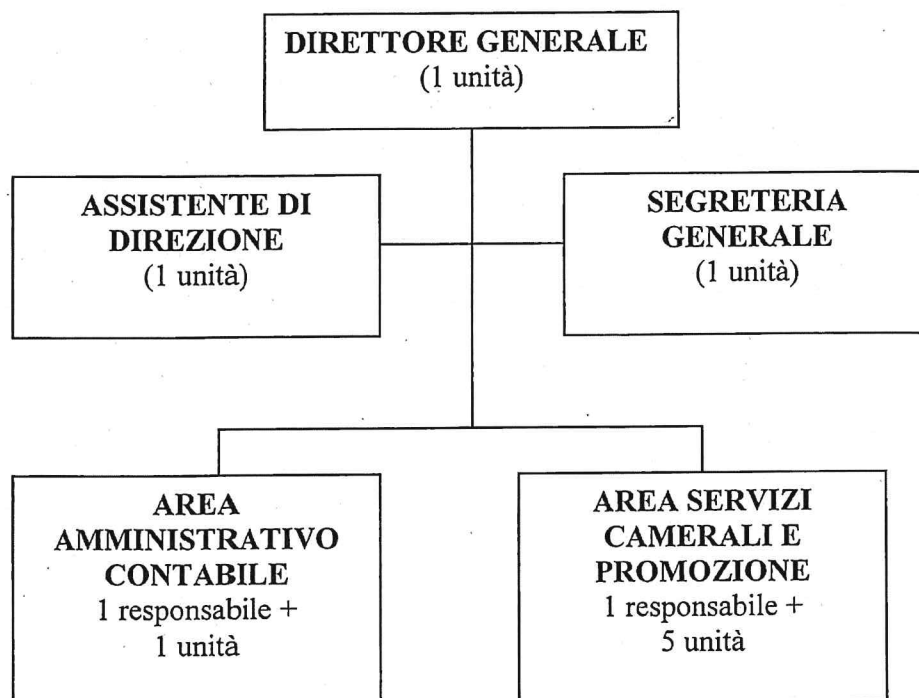 DIRETTORE GENERALE
(1 unità)
ASSISTENTE DI
DIREZIONE
(1 unità)
SEGRETERIA
GENERALE
(1 unità)
AREA
AMMINISTRATIVO
CONTABILE
1 responsabile +
1 unità
AREA SERVIZI
CAMERALI E
PROMOZIONE
1 responsabile +
5 unità